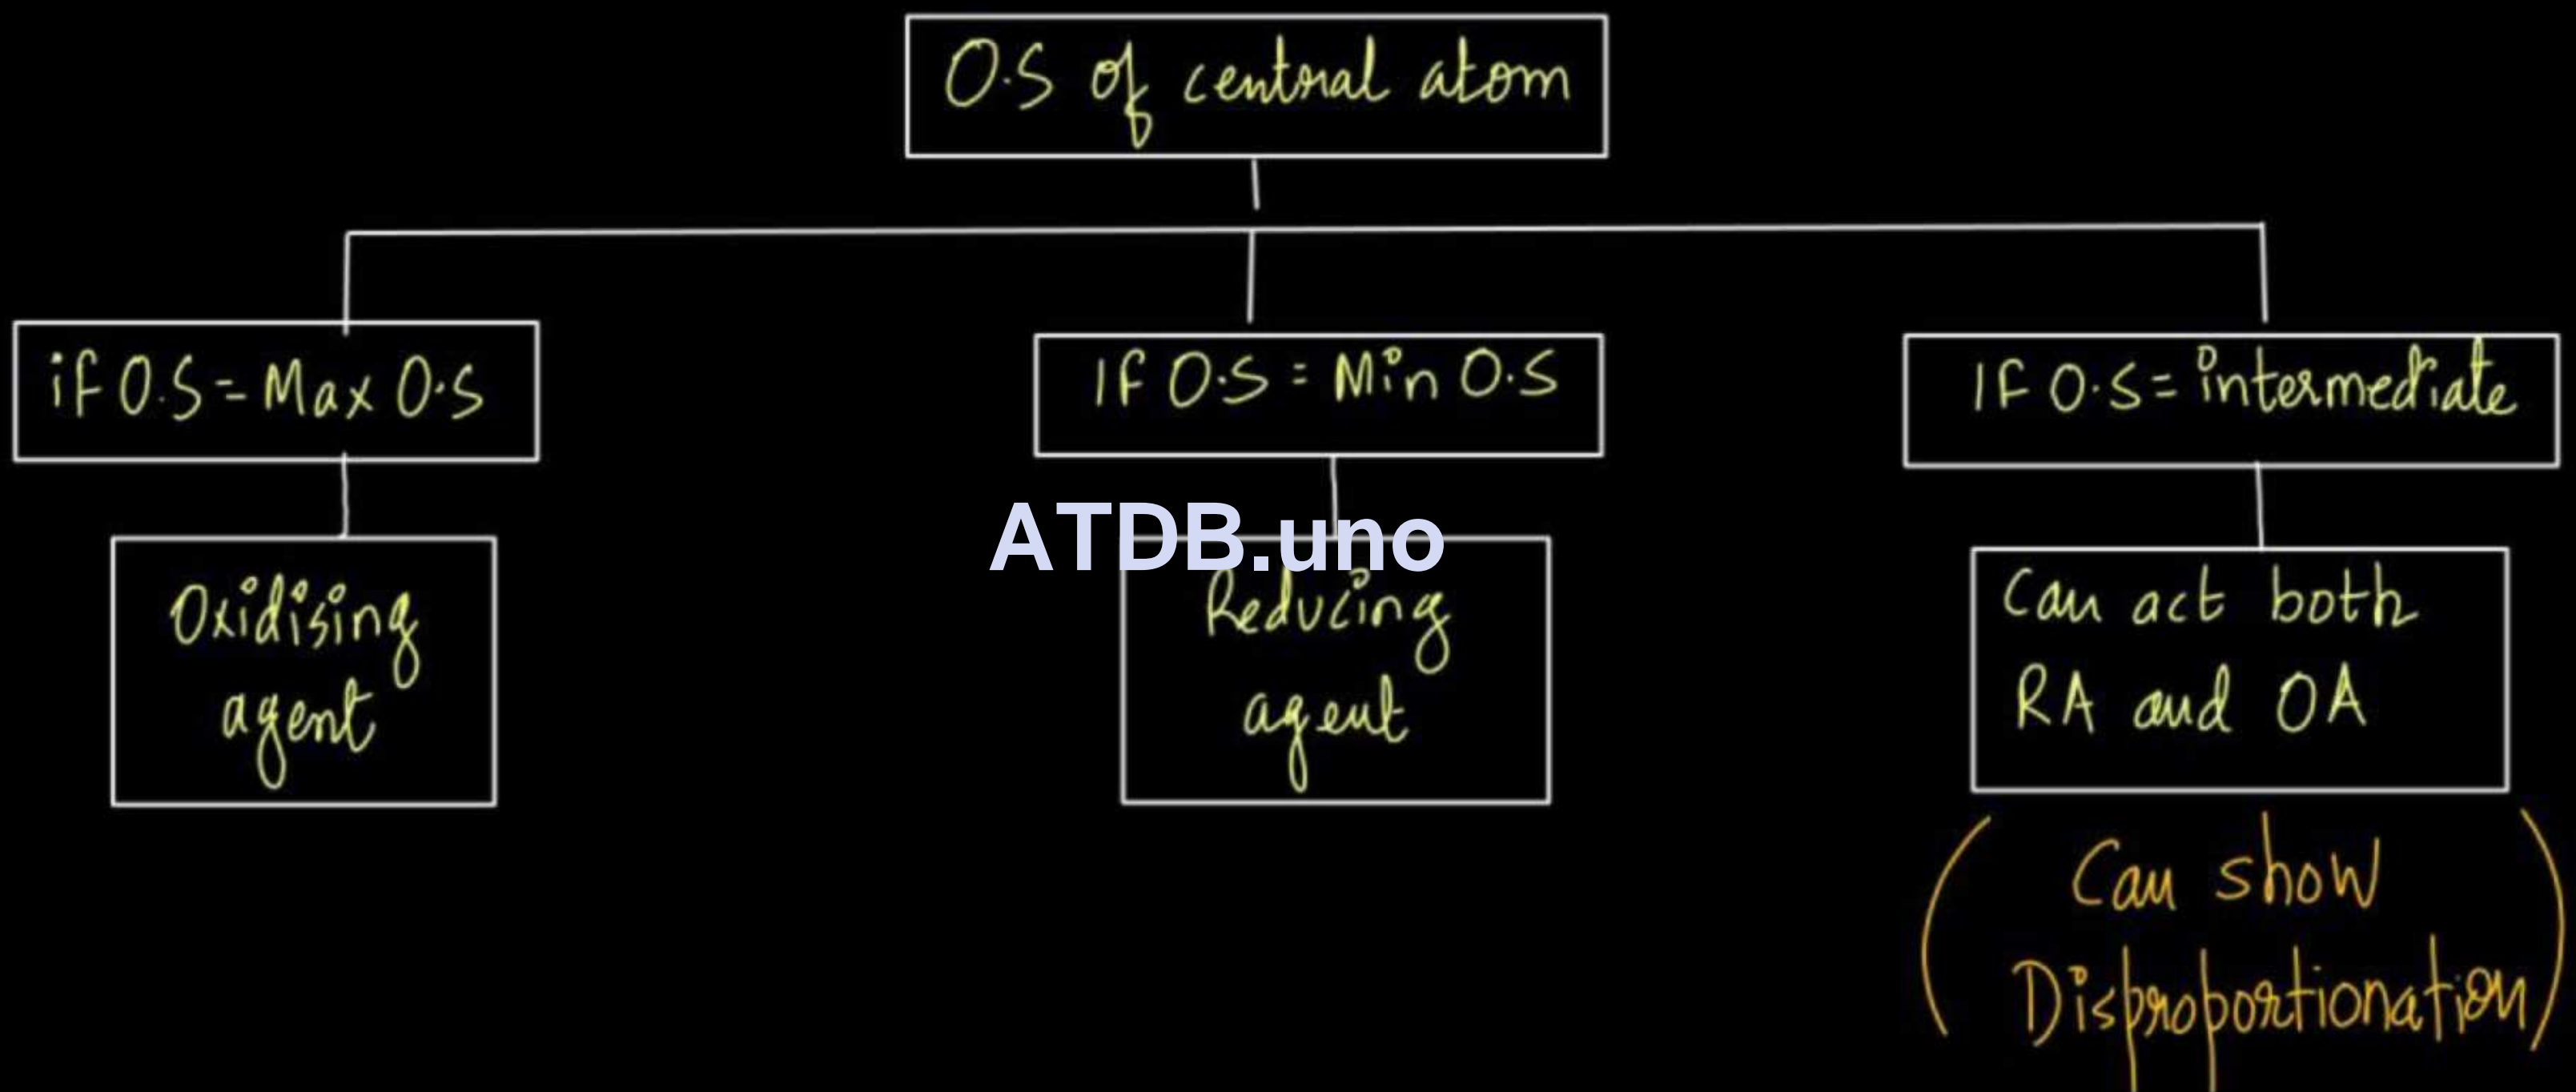 O.S of central atom
if O.S = Max O.S
IF O.S = Min O.S
IF O.S = intermediate
ATDB.uno
Oxidising
agent
Reducing
agent
Can act both
RA and OA
Can show
Disproportionation